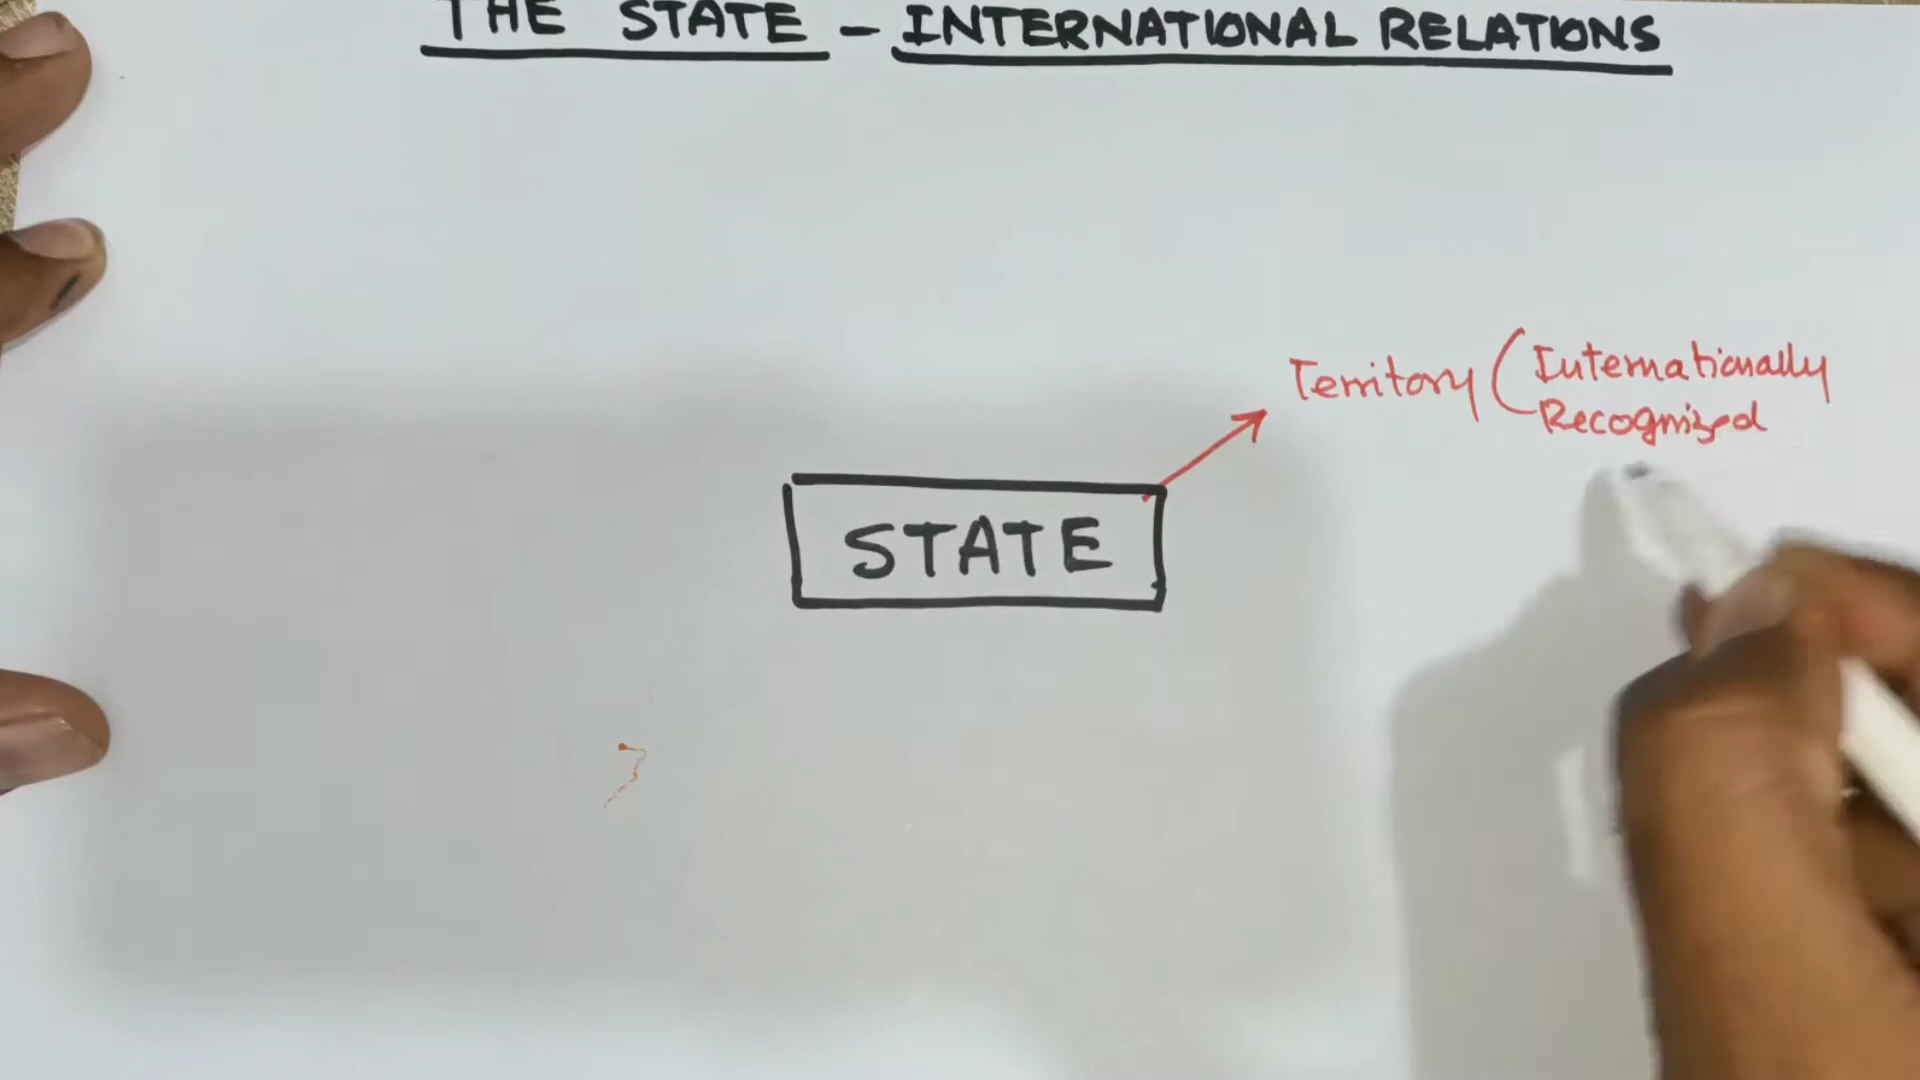 THE STATE - INTERNATIONAL RELATIONS
Territory (Internationally
Recognized
STATE